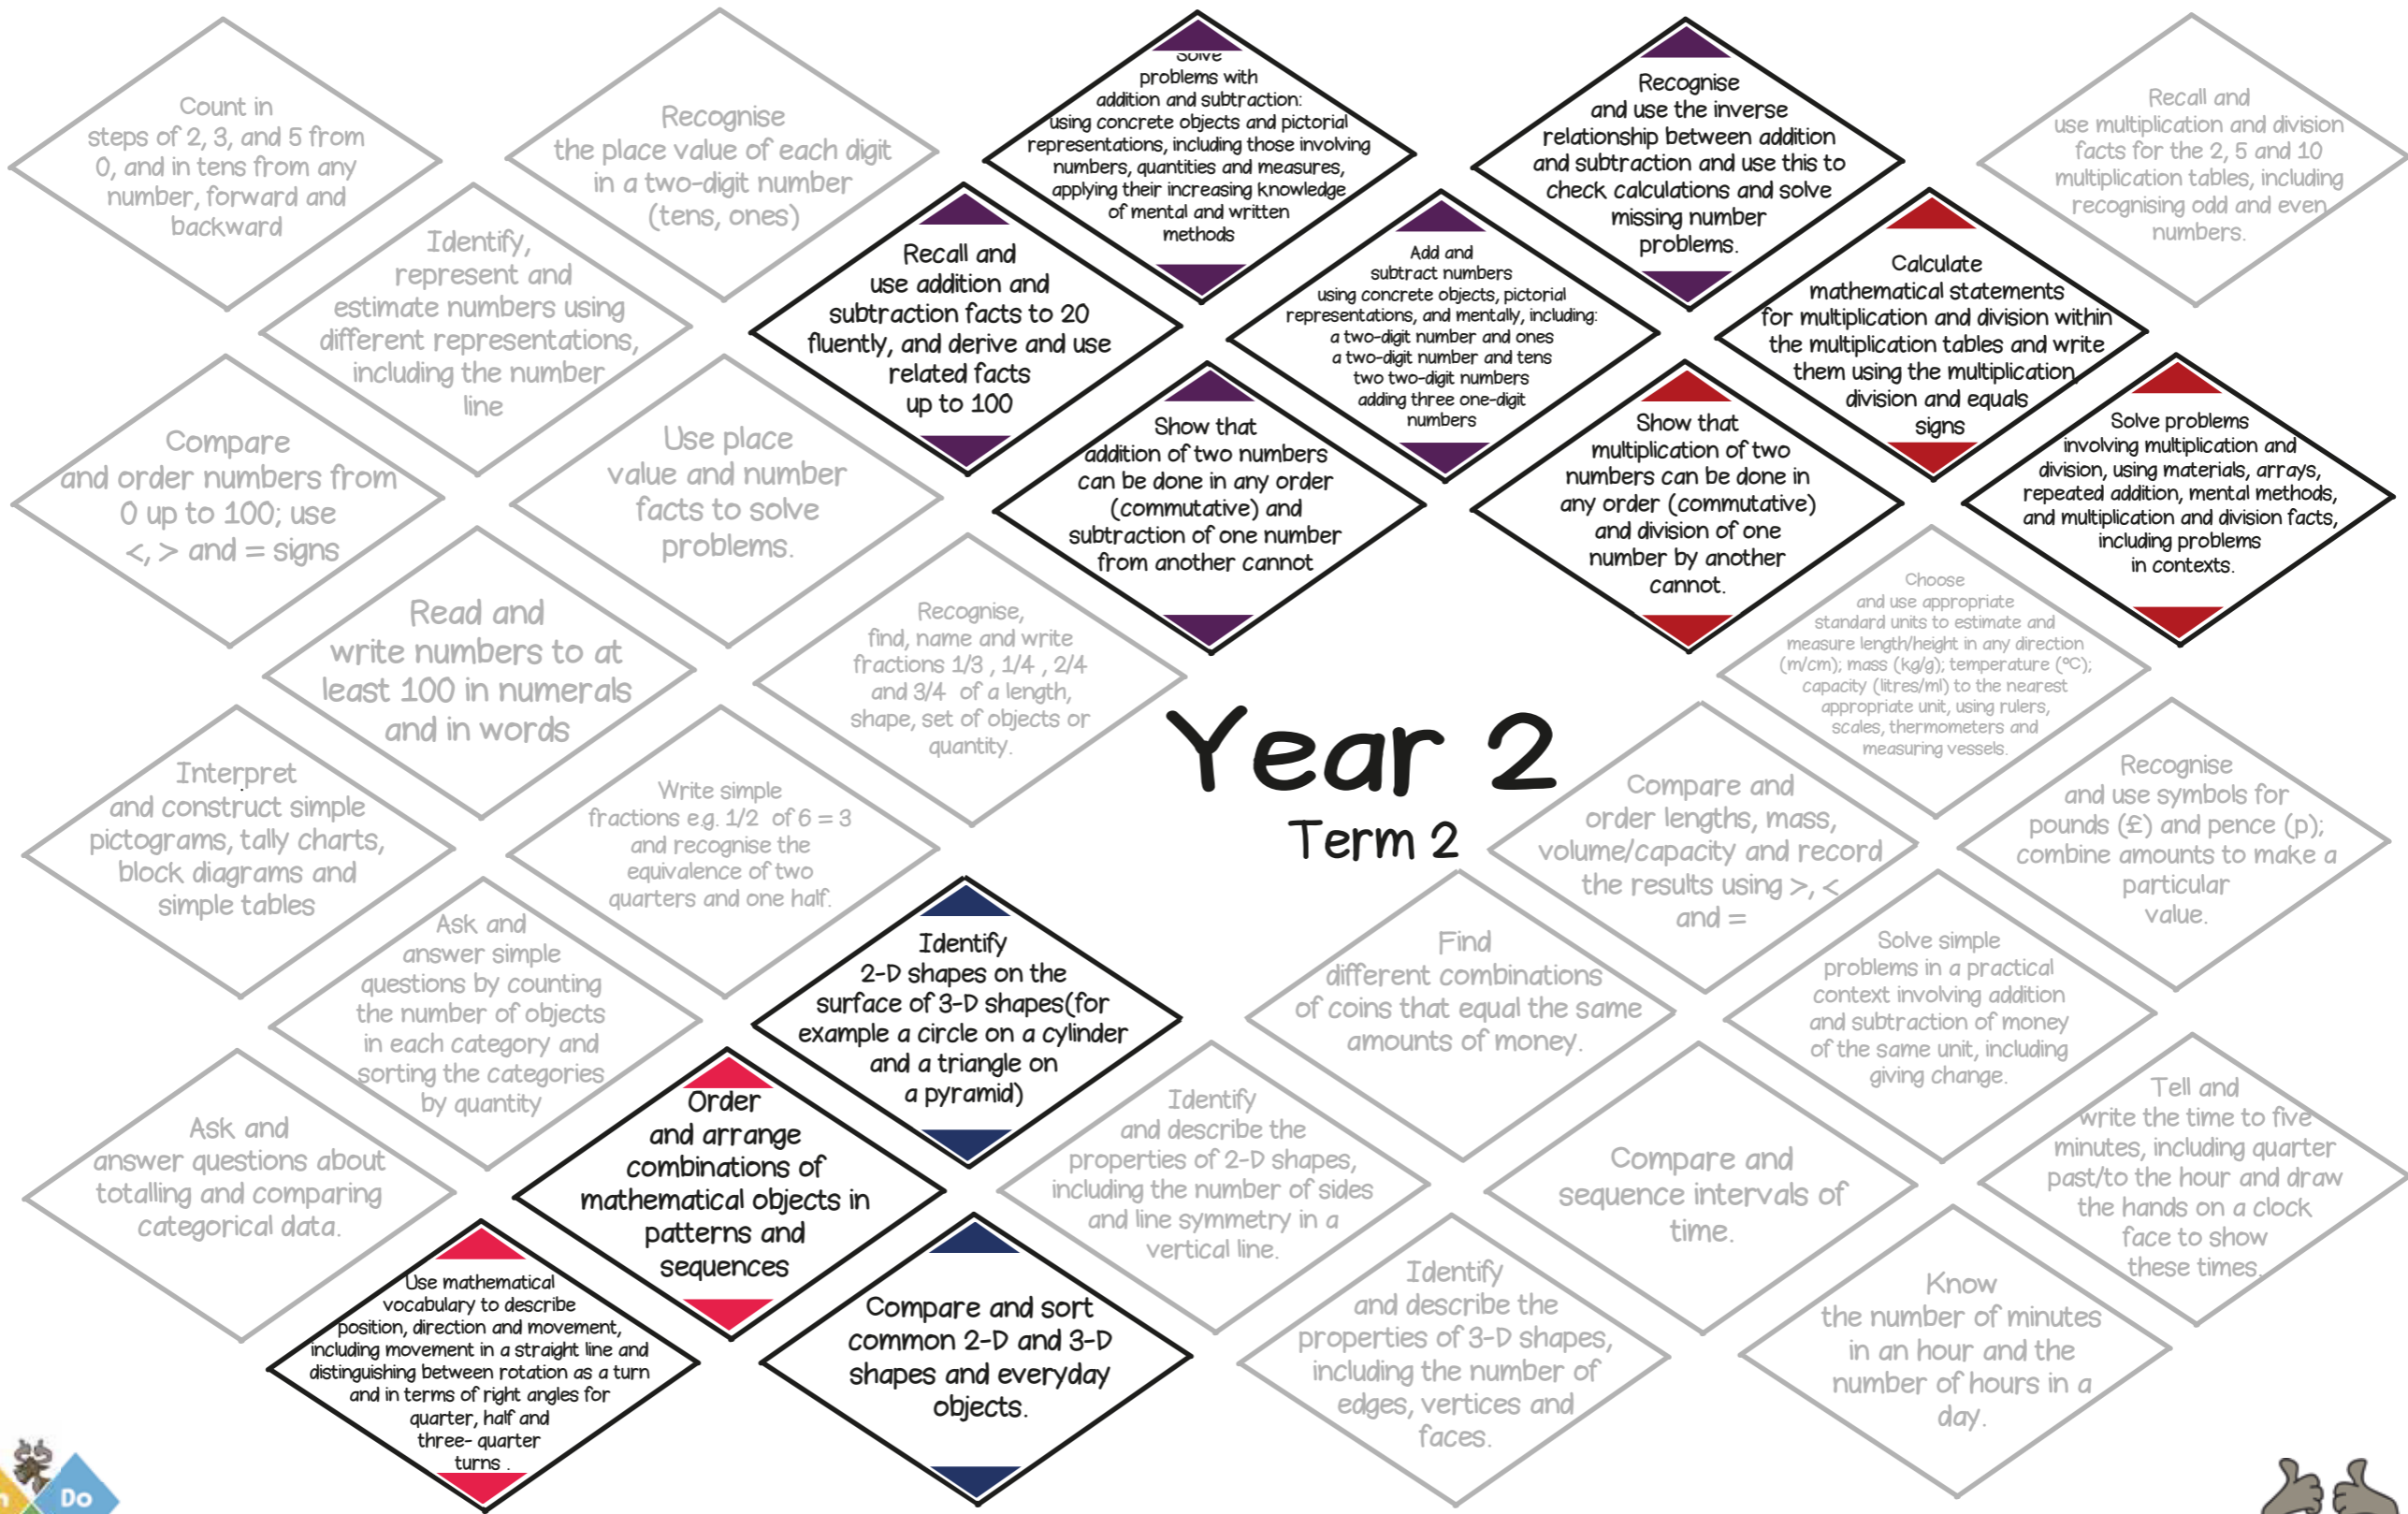 Count in
steps of 2, 3, and 5 from
0, and in tens from any
number, forward and
backward
Recognise
the place value of each digit
in a two-digit number
(tens, ones)
Solve
problems with
addition and subtraction:
using concrete objects and pictorial
representations, including those involving
numbers, quantities and measures,
applying their increasing knowledge
of mental and written
methods
Recognise
and use the inverse
relationship between addition
and subtraction and use this to
check calculations and solve
missing number
problems.
Recall and
use multiplication and division
facts for the 2, 5 and 10
multiplication tables, including
recognising odd and even
numbers.
Identify,
represent and
estimate numbers using
different representations,
including the number
line
Recall and
use addition and
subtraction facts to 20
fluently, and derive and use
related facts
up to 100
Add and
subtract numbers
using concrete objects, pictorial
representations, and mentally, including:
a two-digit number and ones
a two-digit number and tens
two two-digit numbers
adding three one-digit
numbers
Calculate
mathematical statements
for multiplication and division within
the multiplication tables and write
them using the multiplication,
division and equals
signs
Compare
and order numbers from
0 up to 100; use
<, > and = signs
Use place
value and number
facts to solve
problems.
Show that
addition of two numbers
can be done in any order
(commutative) and
subtraction of one number
from another cannot
Show that
multiplication of two
numbers can be done in
any order (commutative)
and division of one
number by another
cannot.
Solve problems
involving multiplication and
division, using materials, arrays,
repeated addition, mental methods,
and multiplication and division facts,
including problems
in contexts.
Read and
write numbers to at
least 100 in numerals
and in words
Recognise,
find, name and write
fractions 1/3 , 1/4 , 2/4
and 3/4 of a length,
shape, set of objects or
quantity.
Choose
and use appropriate
standard units to estimate and
measure length/height in any direction
(m/cm); mass (kg/g); temperature (°C);
capacity (litres/ml) to the nearest
appropriate unit, using rulers,
scales, thermometers and
measuring vessels.
Year 2
Term 2
Interpret
and construct simple
pictograms, tally charts,
block diagrams and
simple tables
Write simple
fractions e.g. 1/2 of 6 = 3
and recognise the
equivalence of two
quarters and one half.
Compare and
order lengths, mass,
volume/capacity and record
the results using >, <
and =
Recognise
and use symbols for
pounds (£) and pence (p);
combine amounts to make a
particular
value.
Ask and
answer simple
questions by counting
the number of objects
in each category and
sorting the categories
by quantity
Identify
2-D shapes on the
surface of 3-D shapes(for
example a circle on a cylinder
and a triangle on
a pyramid)
Find
different combinations
of coins that equal the same
amounts of money.
Solve simple
problems in a practical
context involving addition
and subtraction of money
of the same unit, including
giving change.
Ask and
answer questions about
totalling and comparing
categorical data.
Order
and arrange
combinations of
mathematical objects in
patterns and
sequences
Identify
and describe the
properties of 2-D shapes,
including the number of sides
and line symmetry in a
vertical line.
Compare and
sequence intervals of
time.
Tell and
write the time to five
minutes, including quarter
past/to the hour and draw
the hands on a clock
face to show
these times.
Use mathematical
vocabulary to describe
position, direction and movement,
including movement in a straight line and
distinguishing between rotation as a turn
and in terms of right angles for
quarter, half and
three- quarter
turns .
Compare and sort
common 2-D and 3-D
shapes and everyday
objects.
Identify
and describe the
properties of 3-D shapes,
including the number of
edges, vertices and
faces.
Know
the number of minutes
in an hour and the
number of hours in a
day.
Do